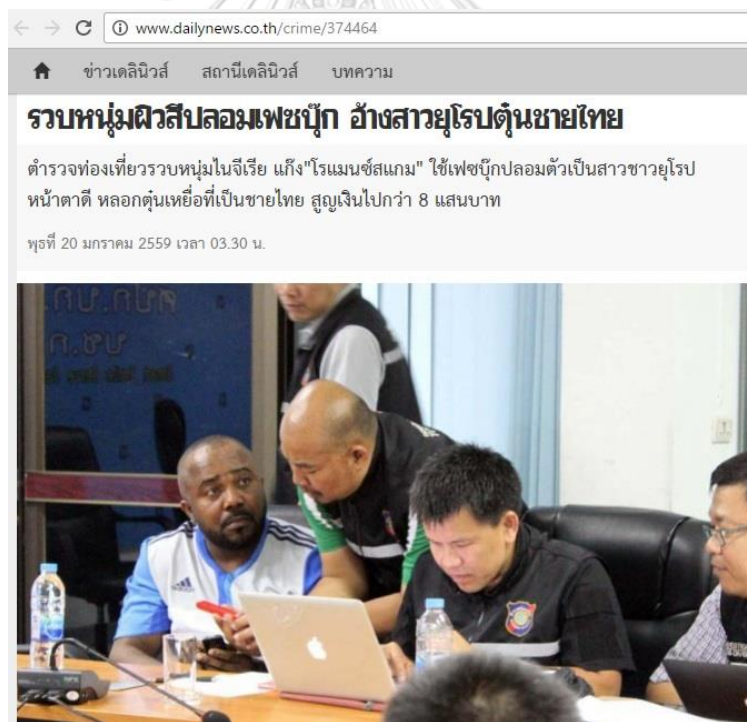 www.dailynews.co.th/crime/374464
ข่าวเดลินิวส์ สถานีเดลินิวส์ บทความ
รวบหนุ่มผิวสีปลอมเฟซบุ๊ก อ้างสาวยุโรปตุ๋นชายไทย
ตำรวจท่องเที่ยวรวบหนุ่มไนจีเรีย แก๊ง"โรแมนซ์สแกม" ใช้เฟซบุ๊กปลอมตัวเป็นสาวชาวยุโรป
หน้าตาดี หลอกตุ๋นเหยื่อที่เป็นชายไทย สูญเงินไปกว่า 8 แสนบาท
พุธที่ 20 มกราคม 2559 เวลา 03.30 น.